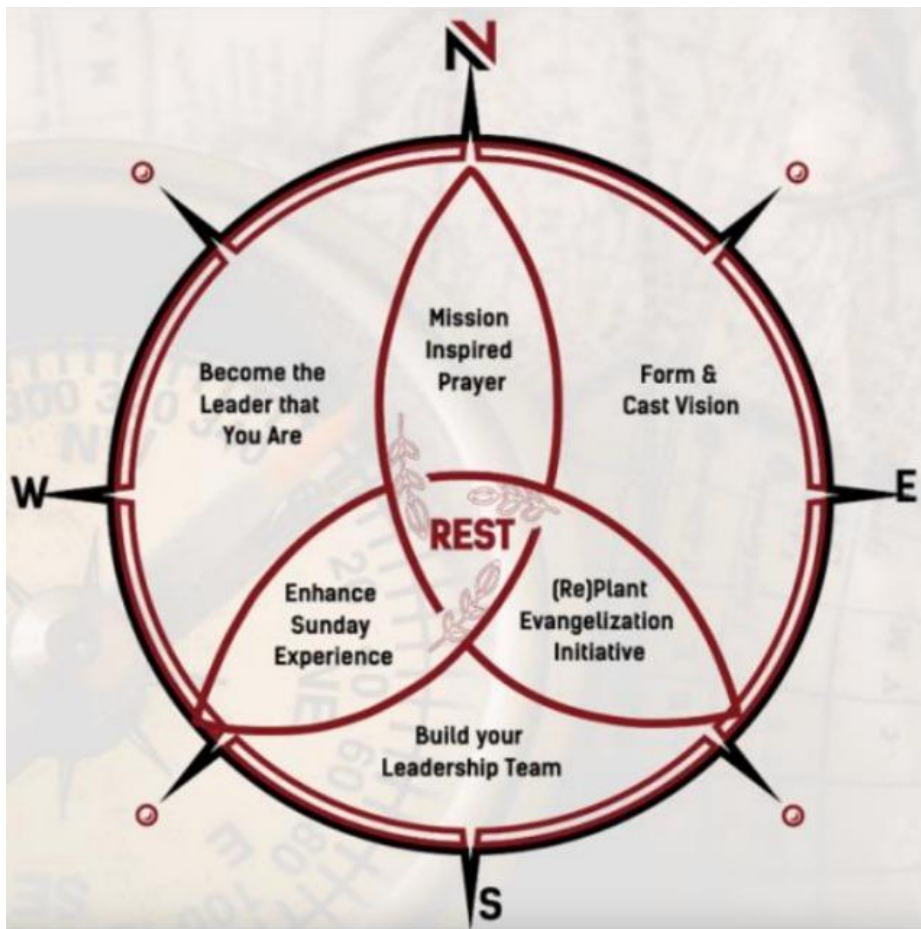 N
Mission
Inspired
Prayer
Become the
Leader that
You Are
Form &
Cast Vision
W
E
REST
Enhance
Sunday
Experience
(Re)Plant
Evangelization
Initiative
Build your
Leadership Team
S